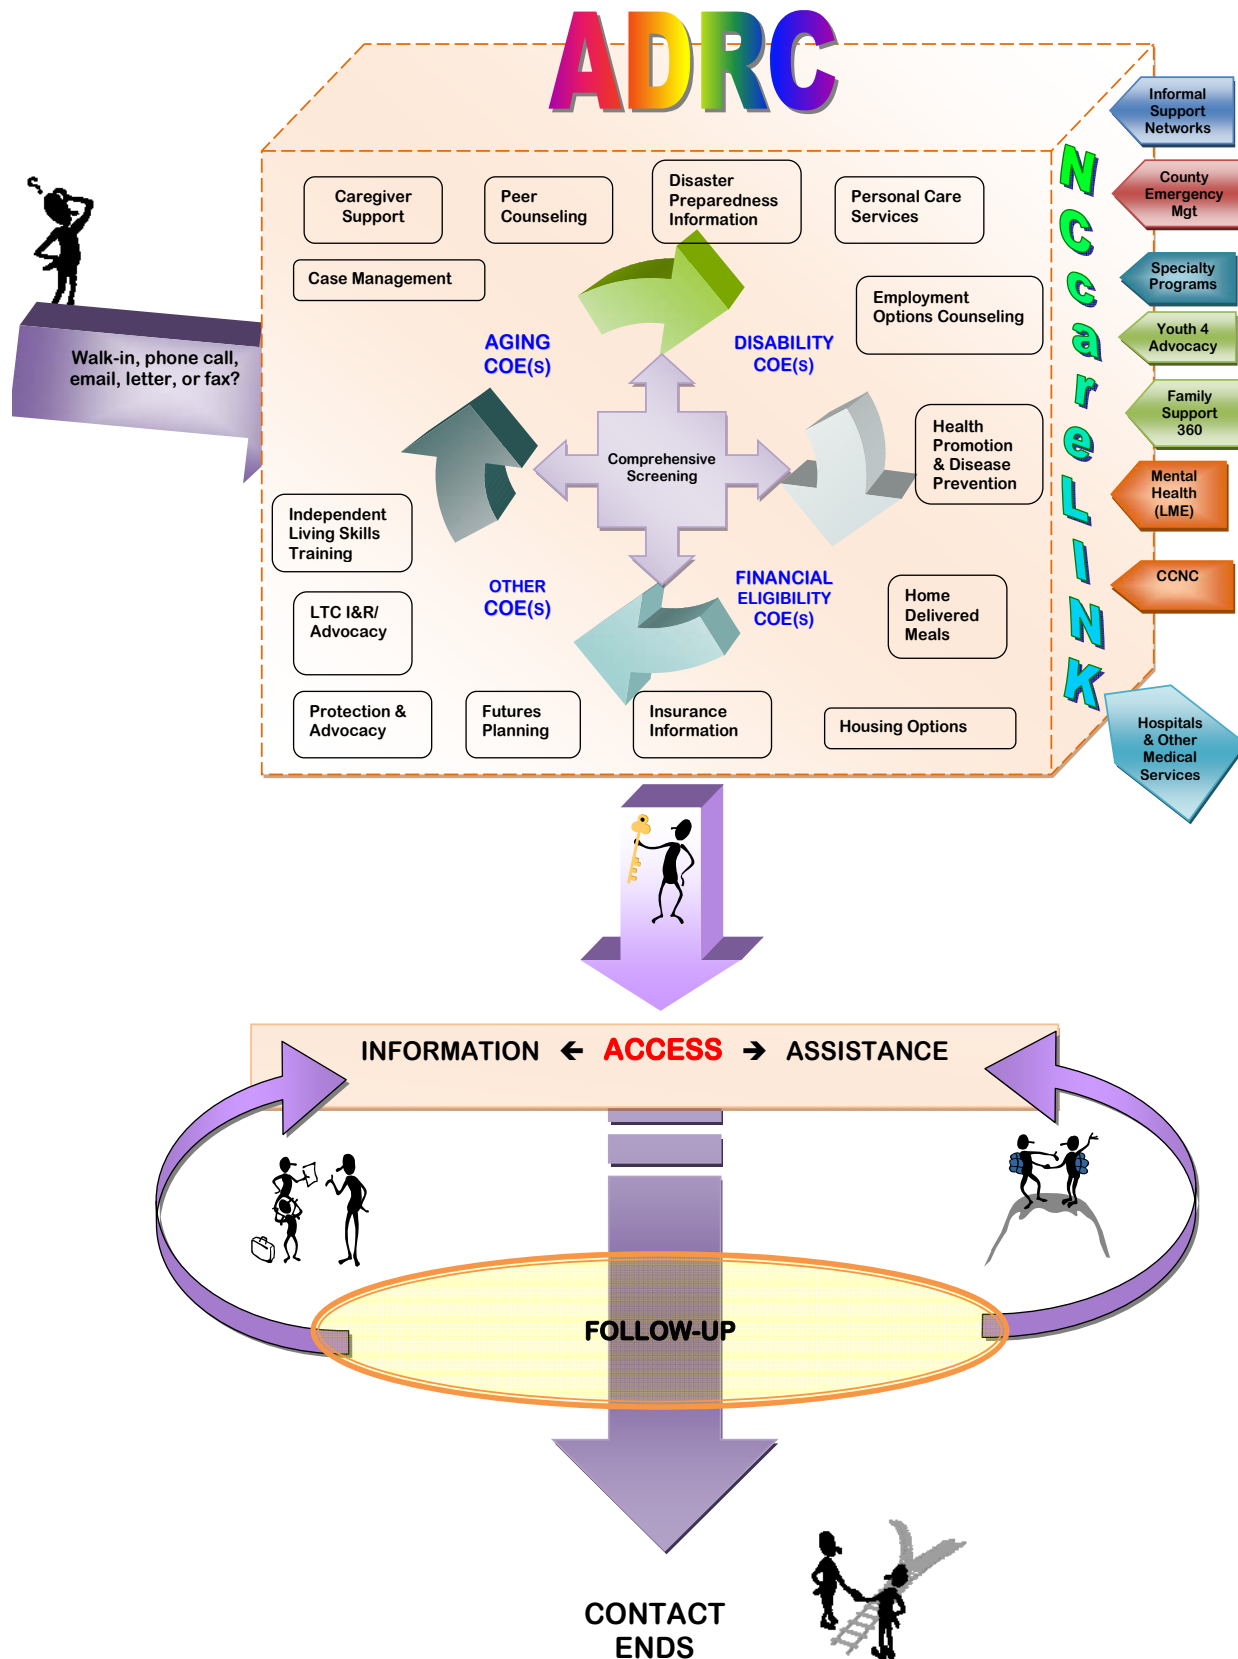 ADRC
Informal
Support
Networks
County
Emergency
Mgt
Specialty
Programs
Youth 4
Advocacy
Family
Support
360
Mental
Health
(LME)
CCNC
Hospitals
& Other
Medical
Services
NCcareLINK
Walk-in, phone call,
email, letter, or fax?
Caregiver
Support
Peer
Counseling
Disaster
Preparedness
Information
Personal Care
Services
Case Management
Employment
Options Counseling
AGING
COE(s)
DISABILITY
COE(s)
Comprehensive
Screening
Health
Promotion
& Disease
Prevention
Independent
Living Skills
Training
OTHER
COE(s)
FINANCIAL
ELIGIBILITY
COE(s)
LTC I&R/
Advocacy
Home
Delivered
Meals
Protection &
Advocacy
Futures
Planning
Insurance
Information
Housing Options
INFORMATION ← ACCESS → ASSISTANCE
FOLLOW-UP
CONTACT
ENDS